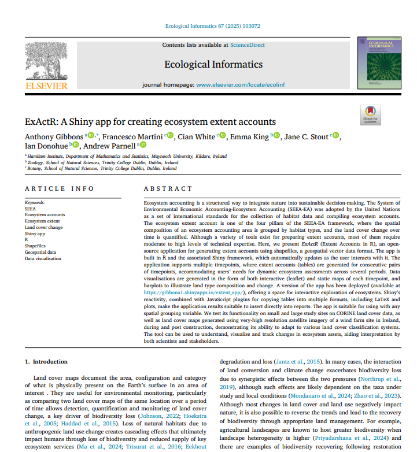 Ecological Informatics 87 (2025) 103072
Contents lists available at ScienceDirect
Ecological Informatics
ELSEVIER
journal homepage: www.elsevier.com/locate/ecolinf
ExActR: A Shiny app for creating ecosystem extent accounts
Anthony Gibbons, Francesco Martini, Cian White, Emma King, Jane C. Stout,
Ian Donohue, Andrew Parnell
Hamilton Institute, Department of Mathematics and Statistics, Maynooth University, Kildare, Ireland
Zoology, School of Natural Sciences, Trinity College Dublin, Dublin, Ireland
Botany, School of Natural Sciences, Trinity College Dublin, Dublin, Ireland
ARTICLE INFO
Keywords:
SEEA
Ecosystem accounts
Ecosystem extent
Land cover change
Shiny app
R
Shapefiles
Geospatial data
Data visualisation
ABSTRACT
Ecosystem accounting is a structured way to integrate nature into sustainable decision-making. The System of
Environmental Economic Accounting-Ecosystem Accounting (SEEA-EA) was adopted by the United Nations
as a set of international standards for the collection of habitat data and compiling ecosystem accounts.
The ecosystem extent account is one of the four pillars of the SEEA-EA framework, where the spatial
composition of an ecosystem accounting area is grouped by habitat type, and the land cover change over
time is quantified. Although a variety of tools exist for preparing extent accounts, most of them require
moderate to high levels of technical expertise. Here, we present ExActR (Extent Accounts in R), an open-
source application for generating extent accounts using shapefiles, a geospatial vector data format. The app is
built in R and the associated Shiny framework, which automatically updates as the user interacts with it. The
application supports multiple timepoints, where extent accounts (tables) are generated for consecutive pairs
of timepoints, accommodating users' needs for dynamic ecosystem assessments across several periods. Data
visualisations are generated in the form of both interactive (leaflet) and static maps of each timepoint, and
barplots to illustrate land type composition and change. A version of the app has been deployed (available at
offering a space for interactive exploration of ecosystems. Shiny's
reactivity, combined with JavaScript plugins for copying tables into multiple formats, including LaTeX and
plots, make the application results suitable to insert directly into reports. The app is suitable for using with any
spatial grouping variable. We test its functionality on small and large study sites on CORINE land cover data, as
well as land cover maps generated using very-high resolution satellite imagery of a wind farm site in Ireland,
during and post construction, demonstrating its ability to adapt to various land cover classification systems.
The tool can be used to understand, visualise and track changes in ecosystem assets, aiding interpretation by
both scientists and stakeholders.
1. Introduction
Land cover maps document the area, configuration and category
of what is physically present on the Earth's surface in an area of
interest. They are useful for environmental monitoring, particularly
as comparing two land cover maps of the same location over a period
of time allows detection, quantification and monitoring of land cover
change, a key driver of biodiversity loss (Johnson, 2022; Hoekstra
et al., 2005; Haddad et al., 2015). Loss of natural habitats due to
anthropogenic land use change creates cascading effects that ultimately
impact humans through loss of biodiversity and reduced supply of key
ecosystem services (Ma et al., 2024; Trisurat et al., 2016; Eekhout
degradation and loss (Jantz et al., 2015). In many cases, the interaction
of land conversion and climate change exacerbates biodiversity loss
due to synergistic effects between the two pressures (Northrup et al.,
2019), although such effects are likely dependent on the taxa under
study and local conditions (Mondanaro et al., 2024; Zhao et al., 2023).
Although most changes in land cover and land use negatively impact
nature, it is also possible to reverse the trends and lead to the recovery
of biodiversity through appropriate land management. For example,
agricultural landscapes are known to host greater biodiversity when
landscape heterogeneity is higher (Priyadarshana et al., 2024) and
there are examples of biodiversity recovery following restoration